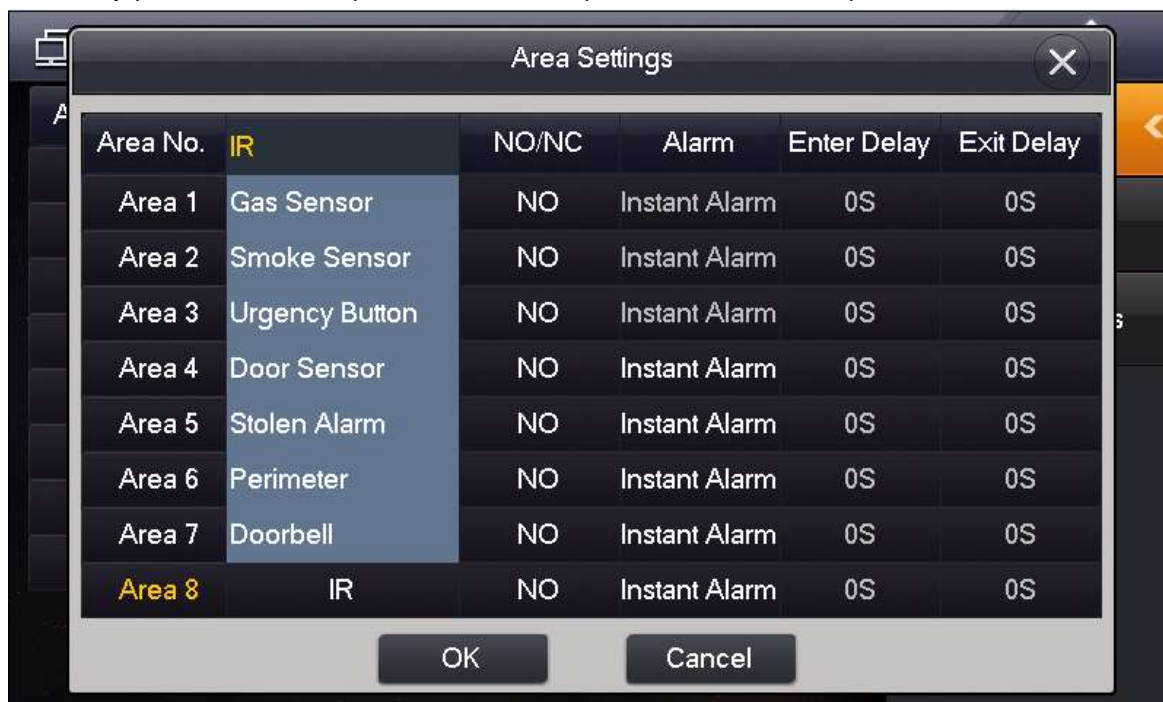 Area Settings
A
Area No. IR NO/NC Alarm Enter Delay Exit Delay
Area 1 Gas Sensor NO Instant Alarm 0S 0S
Area 2 Smoke Sensor NO Instant Alarm 0S 0S
Area 3 Urgency Button NO Instant Alarm 0S 0S
s
Area 4 Door Sensor NO Instant Alarm 0S 0S
Area 5 Stolen Alarm NO Instant Alarm 0S 0S
Area 6 Perimeter NO Instant Alarm 0S 0S
Area 7 Doorbell NO Instant Alarm 0S 0S
Area 8 IR NO Instant Alarm 0S 0S
OK Cancel